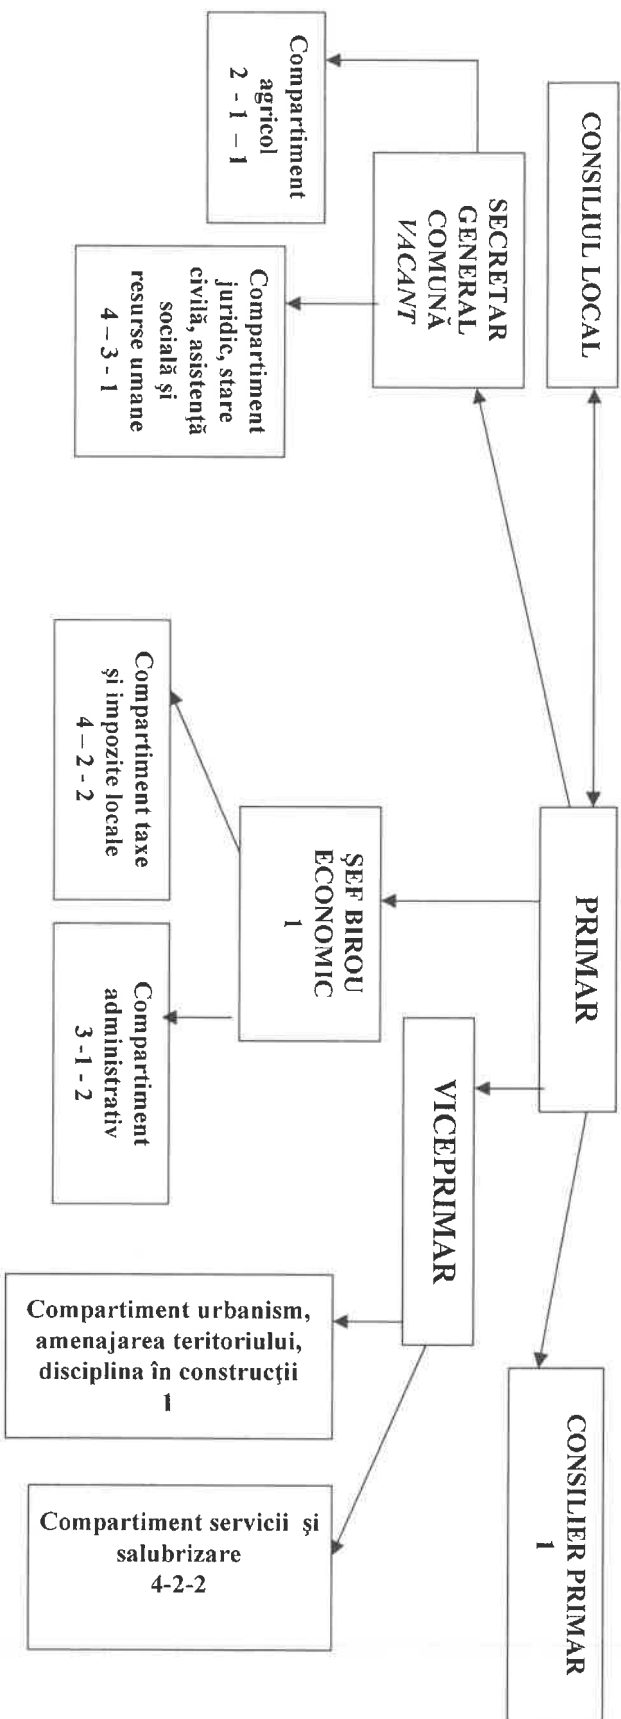 CONSILIUL LOCAL
PRIMAR
CONSILIER PRIMAR
1
SECRETAR
GENERAL
COMUNĂ
VACANT
VICEPRIMAR
ŞEF BIROU
ECONOMIC
1
Compartiment
agricol
2 - 1 – 1
Compartiment
juridic, stare
civilă, asistenţă
socială şi
resurse umane
4 – 3 - 1
Compartiment taxe
şi impozite locale
4 – 2 - 2
Compartiment
administrativ
3 -1 - 2
Compartiment urbanism,
amenajarea teritoriului,
disciplina în construcţii
1
Compartiment servicii şi
salubrizare
4-2-2